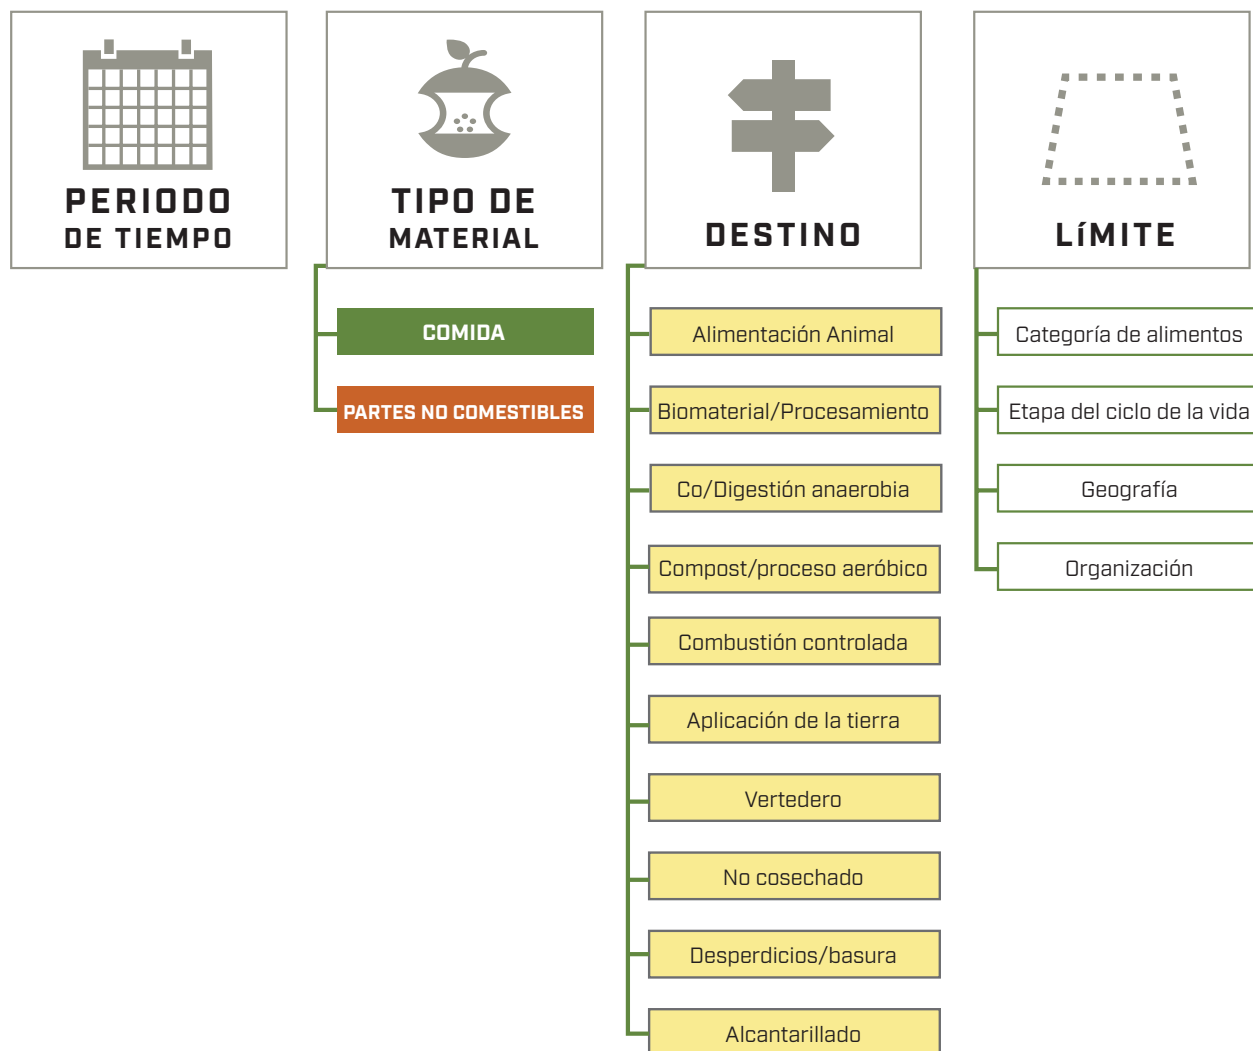 PERIODO
DE TIEMPO
TIPO DE
MATERIAL
COMIDA
PARTES NO COMESTIBLES
DESTINO
Alimentación Animal
Biomaterial/Procesamiento
Co/Digestión anaerobia
Compost/proceso aeróbico
Combustión controlada
Aplicación de la tierra
Vertedero
No cosechado
Desperdicios/basura
Alcantarillado
LíMITE
Categoría de alimentos
Etapa del ciclo de la vida
Geografía
Organización